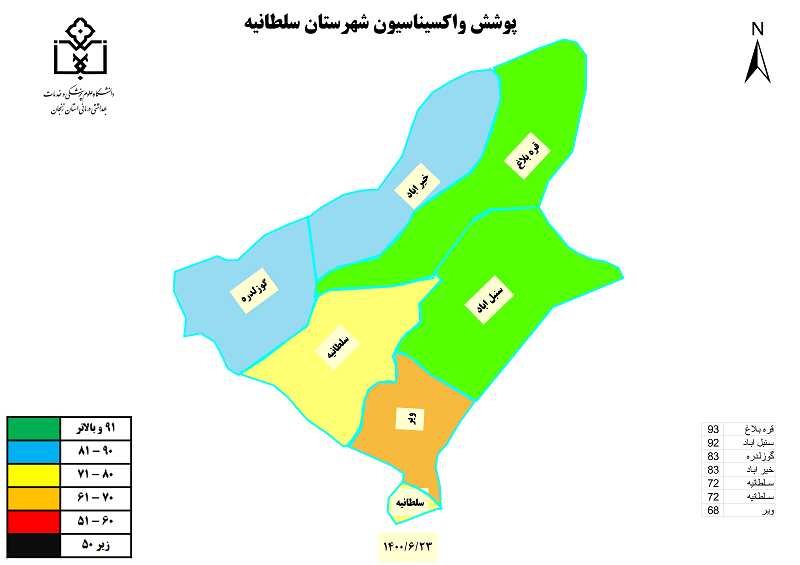 پوشش واکسیناسیون شهرستان سلطانیه
N
دانشگاه علوم پزشکی و خدمات
بهداشتی درمانی استان زنجان
قره بلاغ
خیر اباد
گوزلدره
سنبل اباد
سلطانیه
ویر
سلطانیه
۱۴۰۰/۶/۲۳
۹۱ و بالاتر
۸۱ – ۹۰
۷۱ – ۸۰
۶۱ – ۷۰
۵۱ – ۶۰
زیر ۵۰
قره بلاغ 93
سنبل اباد 92
گوزلدره 83
خیر اباد 83
سلطانیه 72
سلطانیه 72
ویر 68